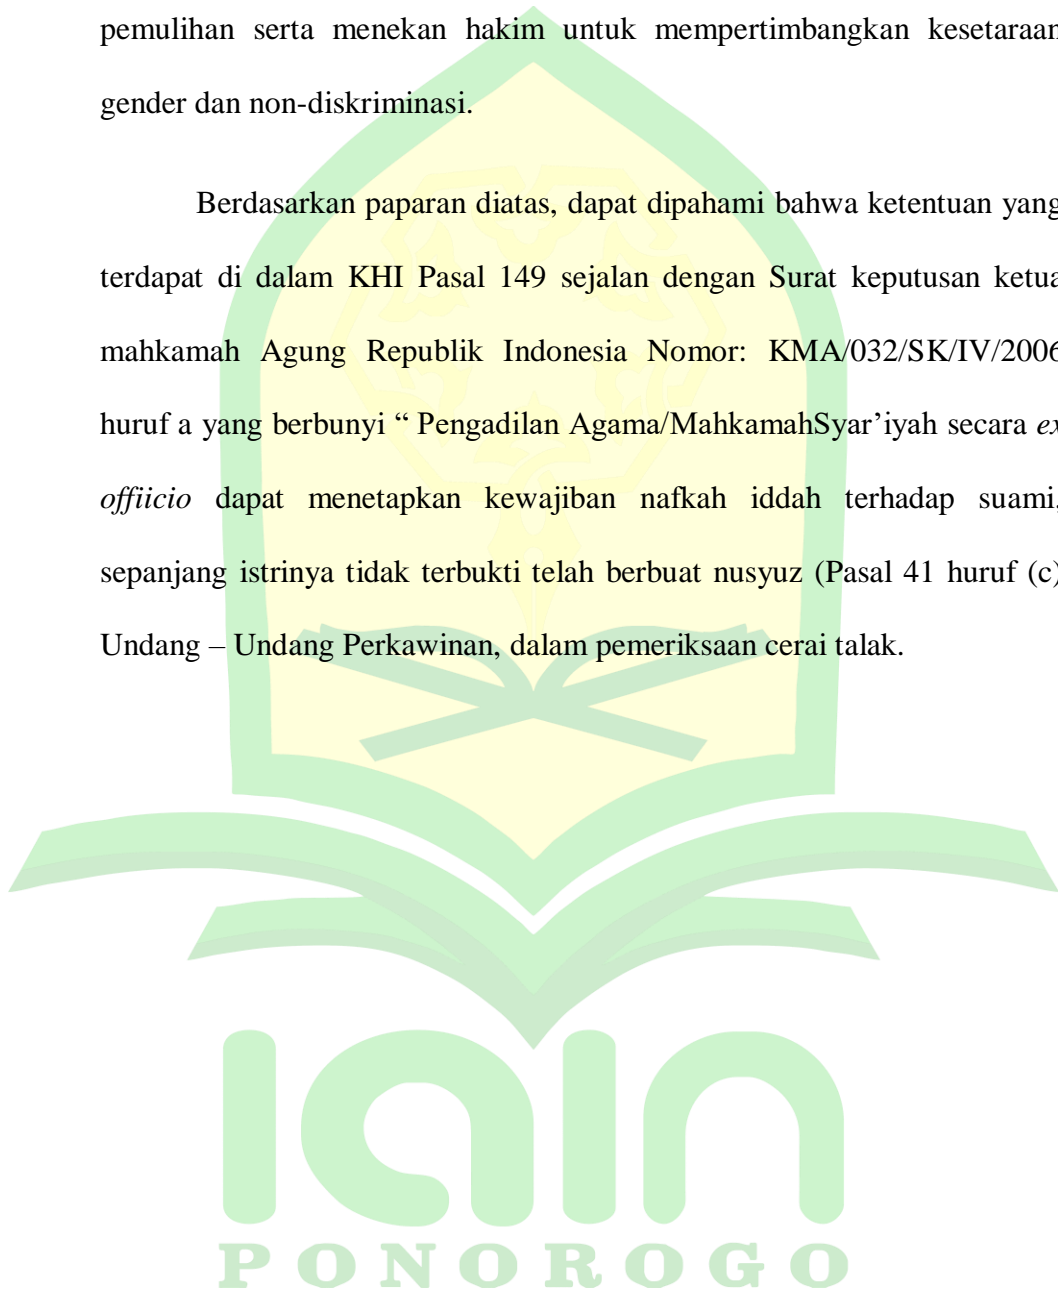 pemulihan serta menekan hakim untuk mempertimbangkan kesetaraan
gender dan non-diskriminasi.
Berdasarkan paparan diatas, dapat dipahami bahwa ketentuan yang
terdapat di dalam KHI Pasal 149 sejalan dengan Surat keputusan ketua
mahkamah Agung Republik Indonesia Nomor: KMA/032/SK/IV/2006
huruf a yang berbunyi “ Pengadilan Agama/MahkamahSyar’iyah secara ex
offiicio dapat menetapkan kewajiban nafkah iddah terhadap suami,
sepanjang istrinya tidak terbukti telah berbuat nusyuz (Pasal 41 huruf (c)
Undang – Undang Perkawinan, dalam pemeriksaan cerai talak.
iain
PONOROGO